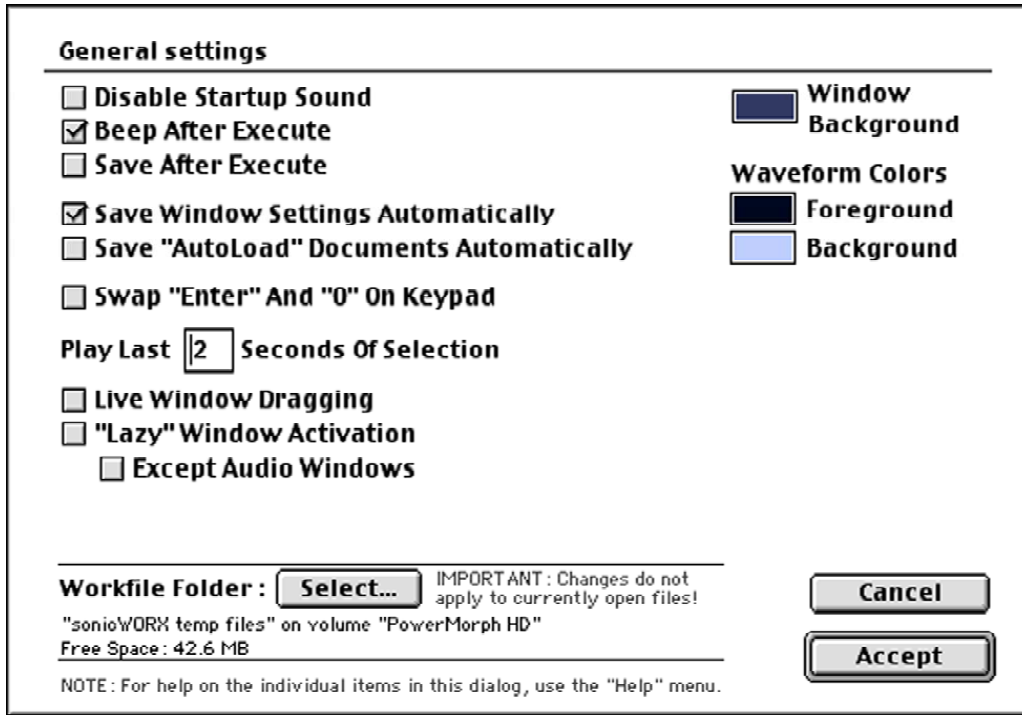 General settings
Disable Startup Sound
Beep After Execute
Save After Execute
Save Window Settings Automatically
Save "AutoLoad" Documents Automatically
Swap "Enter" And "0" On Keypad
Play Last 2 Seconds Of Selection
Live Window Dragging
"Lazy" Window Activation
Except Audio Windows
Window
Background
Waveform Colors
Foreground
Background
Workfile Folder : Select... IMPORTANT : Changes do not
apply to currently open files!
"sonicWORX temp files" on volume "PowerMorph HD"
Free Space : 42.6 MB
NOTE : For help on the individual items in this dialog, use the "Help" menu.
Cancel
Accept